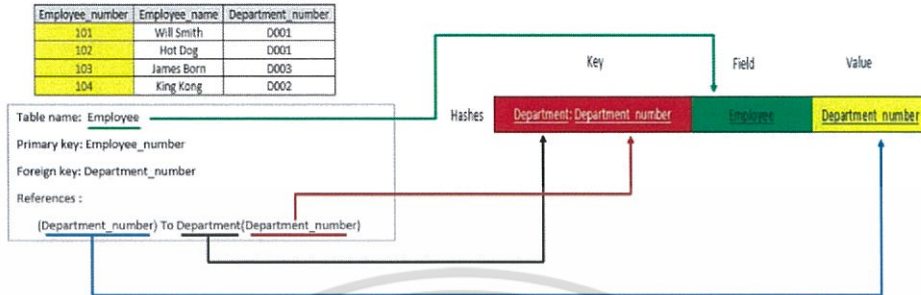 Employee_number Employee_name Department_number
101 Will Smith D001
102 Hot Dog D001
103 James Born D003
104 King Kong D002
Table name: Employee
Primary key: Employee_number
Foreign key: Department_number
References :
(Department_number) To Department(Department_number)
Key Field Value
Hashes Department: Department_number Employee Department_number